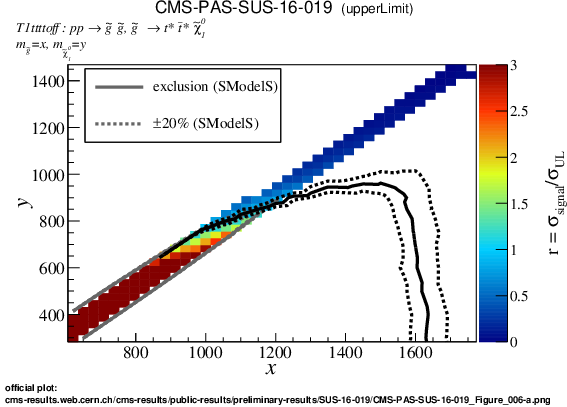 CMS-PAS-SUS-16-019 (upperLimit)
T1ttttoff : pp → g̃ g̃, g̃ → t* t̄* χ̃⁰₁
m_g̃=x, m_χ̃⁰₁=y
exclusion (SModelS)
±20% (SModelS)
y
1400
1200
1000
800
600
400
800 1000 1200 1400 1600
x
3
2.5
2
1.5
1
0.5
0
r = σ_signal/σ_UL
official plot:
cms-results.web.cern.ch/cms-results/public-results/preliminary-results/SUS-16-019/CMS-PAS-SUS-16-019_Figure_006-a.png